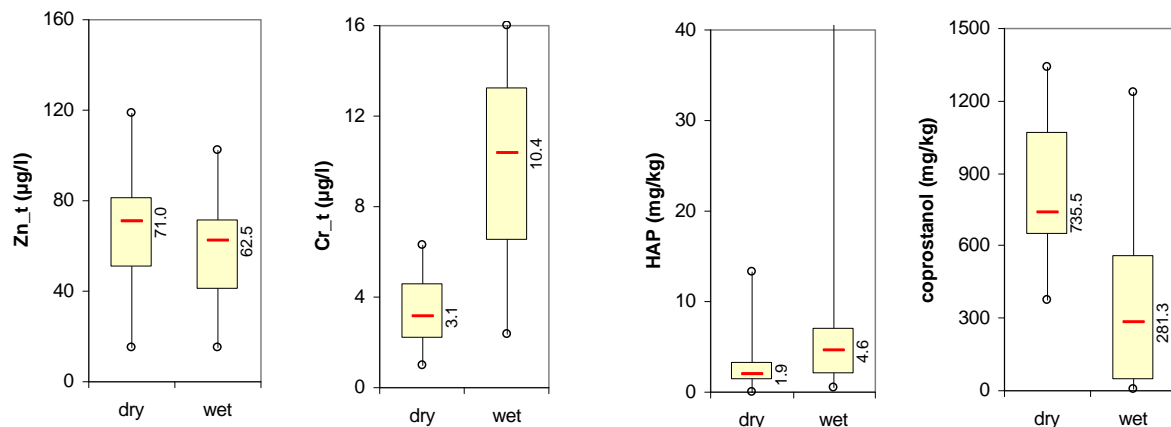 Zn_t (µg/l)
160
120
80
40
0
71.0
62.5
dry
wet
Cr_t (µg/l)
16
12
8
4
0
3.1
10.4
dry
wet
HAP (mg/kg)
40
30
20
10
0
1.9
4.6
dry
wet
coprostanol (mg/kg)
1500
1200
900
600
300
0
735.5
281.3
dry
wet